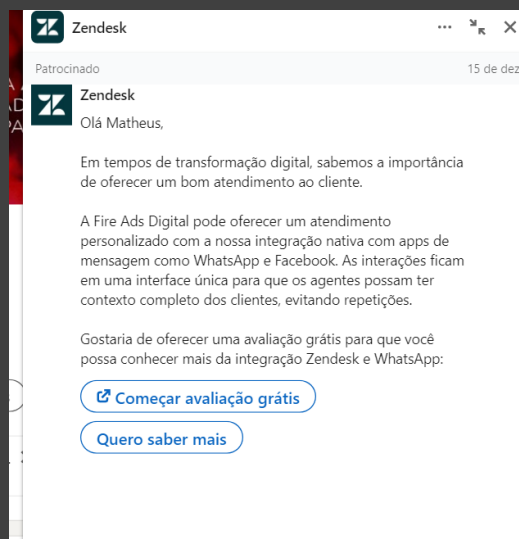 Zendesk
Patrocinado
15 de dez
Zendesk
Olá Matheus,
Em tempos de transformação digital, sabemos a importância
de oferecer um bom atendimento ao cliente.
A Fire Ads Digital pode oferecer um atendimento
personalizado com a nossa integração nativa com apps de
mensagem como WhatsApp e Facebook. As interações ficam
em uma interface única para que os agentes possam ter
contexto completo dos clientes, evitando repetições.
Gostaria de oferecer uma avaliação grátis para que você
possa conhecer mais da integração Zendesk e WhatsApp:
Começar avaliação grátis
Quero saber mais